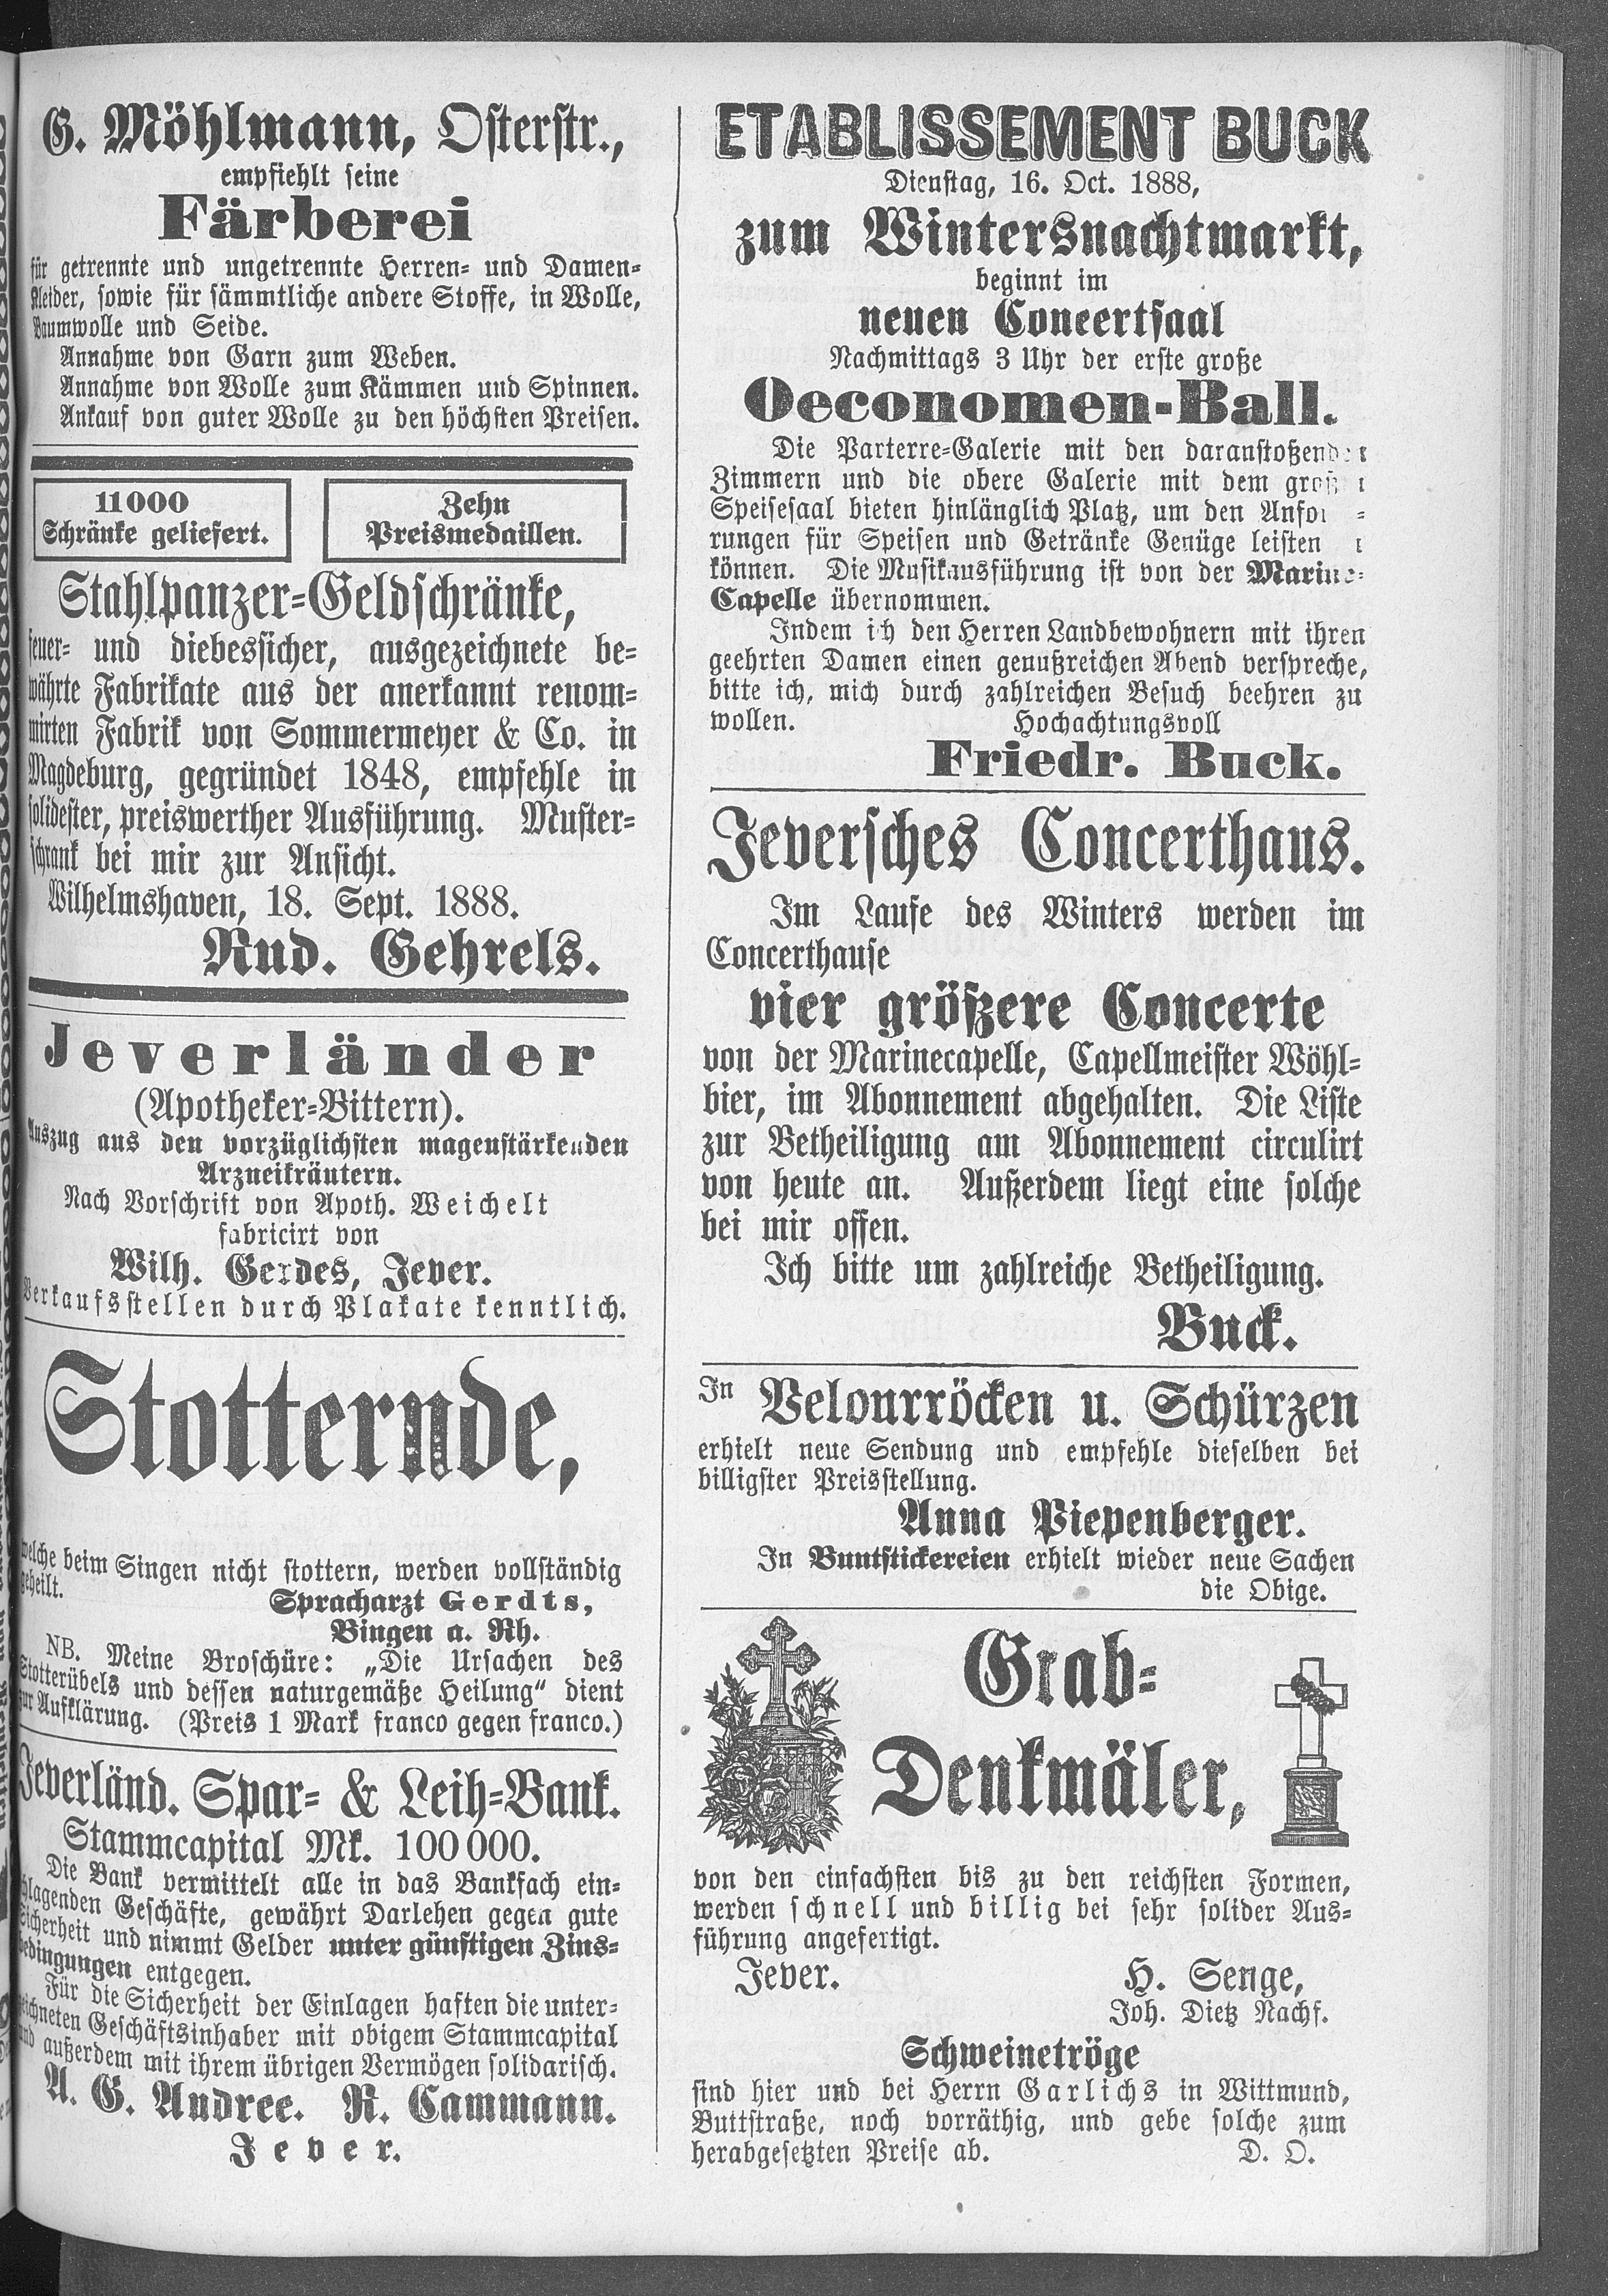 G. Möhlmann, Osterstr.,
empfiehlt seine
Färberei
für getrennte und ungetrennte Herren- und Damen-
Kleider, sowie für sämmtliche andere Stoffe, in Wolle,
Baumwolle und Seide.
Annahme von Garn zum Weben.
Annahme von Wolle zum Kämmen und Spinnen.
Ankauf von guter Wolle zu den höchsten Preisen.
11000
Schränke geliefert.
Zehn
Preismedaillen.
Stahlpanzer-Geldschränke,
feuer- und diebessicher, ausgezeichnete be-
währte Fabrikate aus der anerkannt renom-
mirten Fabrik von Sommermeyer & Co. in
Magdeburg, gegründet 1848, empfehle in
solidester, preiswerther Ausführung. Muster-
schrank bei mir zur Ansicht.
Wilhelmshaven, 18. Sept. 1888.
Rud. Gehrels.
Jeverländer
(Apotheker-Bittern).
Auszug aus den vorzüglichsten magenstärkenden
Arzneikräutern.
Nach Vorschrift von Apoth. Weichelt
fabricirt von
Wilh. Gerdes, Jever.
Verkaufsstellen durch Plakate kenntlich.
Stotternde,
welche beim Singen nicht stottern, werden vollständig
geheilt.
Spracharzt Gerdts,
Bingen a. Rh.
NB. Meine Broschüre: „Die Ursachen des
Stotterübels und dessen naturgemäße Heilung“ dient
zur Aufklärung. (Preis 1 Mark franco gegen franco.)
Jeverländ. Spar- & Leih-Bank.
Stammcapital Mk. 100 000.
Die Bank vermittelt alle in das Bankfach ein-
schlagenden Geschäfte, gewährt Darlehen gegen gute
Sicherheit und nimmt Gelder unter günstigen Zins-
bedingungen entgegen.
Für die Sicherheit der Einlagen haften die unter-
zeichneten Geschäftsinhaber mit obigem Stammcapital
und außerdem mit ihrem übrigen Vermögen solidarisch.
A. G. Andree. R. Cammann.
Jever.
ETABLISSEMENT BUCK
Dienstag, 16. Oct. 1888,
zum Wintersnachtmarkt,
beginnt im
neuen Concertsaal
Nachmittags 3 Uhr der erste große
Oeconomen-Ball.
Die Parterre-Galerie mit den daranstoßenden
Zimmern und die obere Galerie mit dem großen
Speisesaal bieten hinlänglich Platz, um den Anfor-
rungen für Speisen und Getränke Genüge leisten
können. Die Musikausführung ist von der Marine-
Capelle übernommen.
Indem ich den Herren Landbewohnern mit ihren
geehrten Damen einen genußreichen Abend verspreche,
bitte ich, mich durch zahlreichen Besuch beehren zu
wollen. Hochachtungsvoll
Friedr. Buck.
Jeversches Concerthaus.
Im Laufe des Winters werden im
Concerthause
vier größere Concerte
von der Marinecapelle, Capellmeister Wöhl-
bier, im Abonnement abgehalten. Die Liste
zur Betheiligung am Abonnement circulirt
von heute an. Außerdem liegt eine solche
bei mir offen.
Ich bitte um zahlreiche Betheiligung.
Buck.
In Velourröcken u. Schürzen
erhielt neue Sendung und empfehle dieselben bei
billigster Preisstellung.
Anna Piepenberger.
In Buntstickereien erhielt wieder neue Sachen
die Obige.
Grab-
Denkmäler,
von den einfachsten bis zu den reichsten Formen,
werden schnell und billig bei sehr solider Aus-
führung angefertigt.
Jever. H. Senge,
Joh. Dietz Nachf.
Schweinetröge
sind hier und bei Herrn Garlichs in Wittmund,
Buttstraße, noch vorräthig, und gebe solche zum
herabgesetzten Preise ab. D. O.